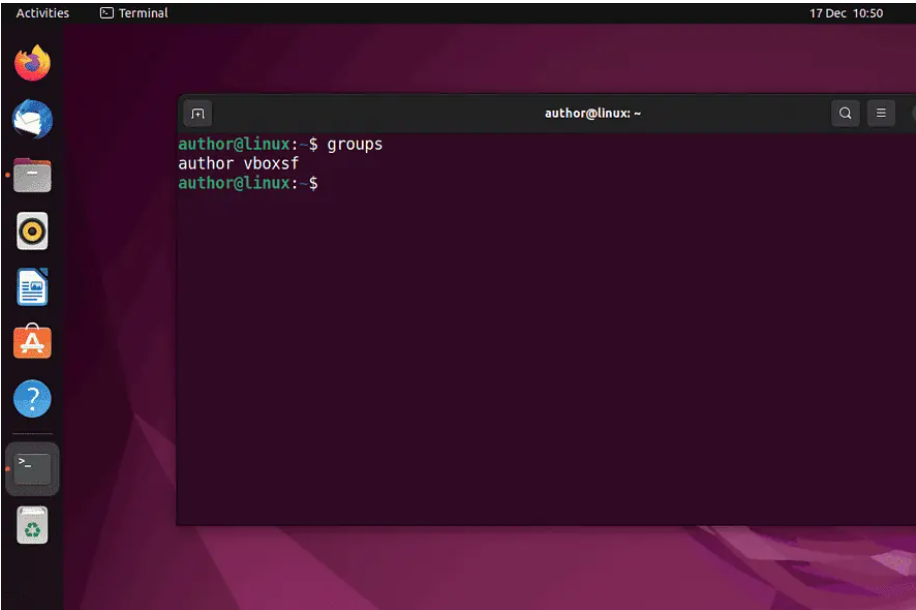 Activities Terminal 17 Dec 10:50
author@linux: ~
author@linux:~$ groups
author vboxsf
author@linux:~$